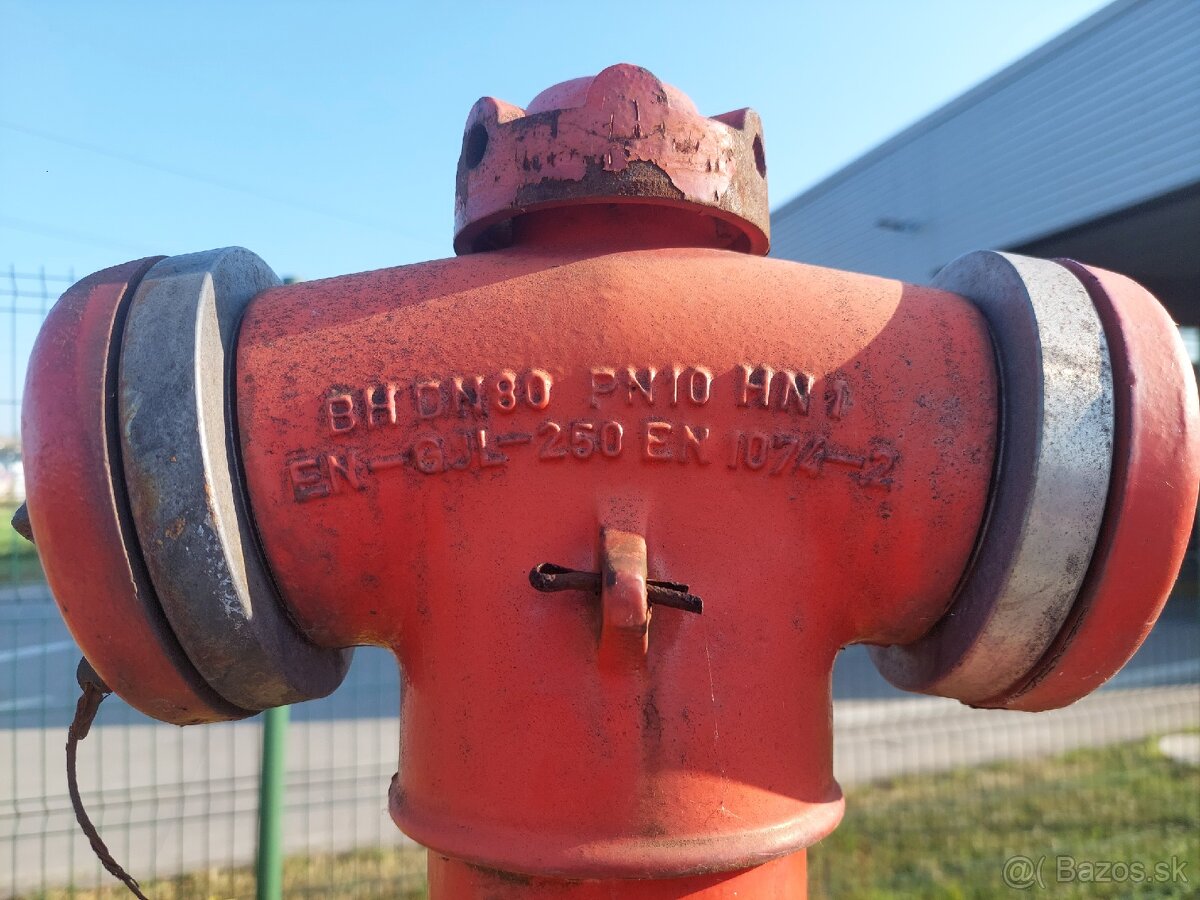 BH DN80 PN10 HN1
EN-GJL-250 EN 1074-2
@( Bazos.sk